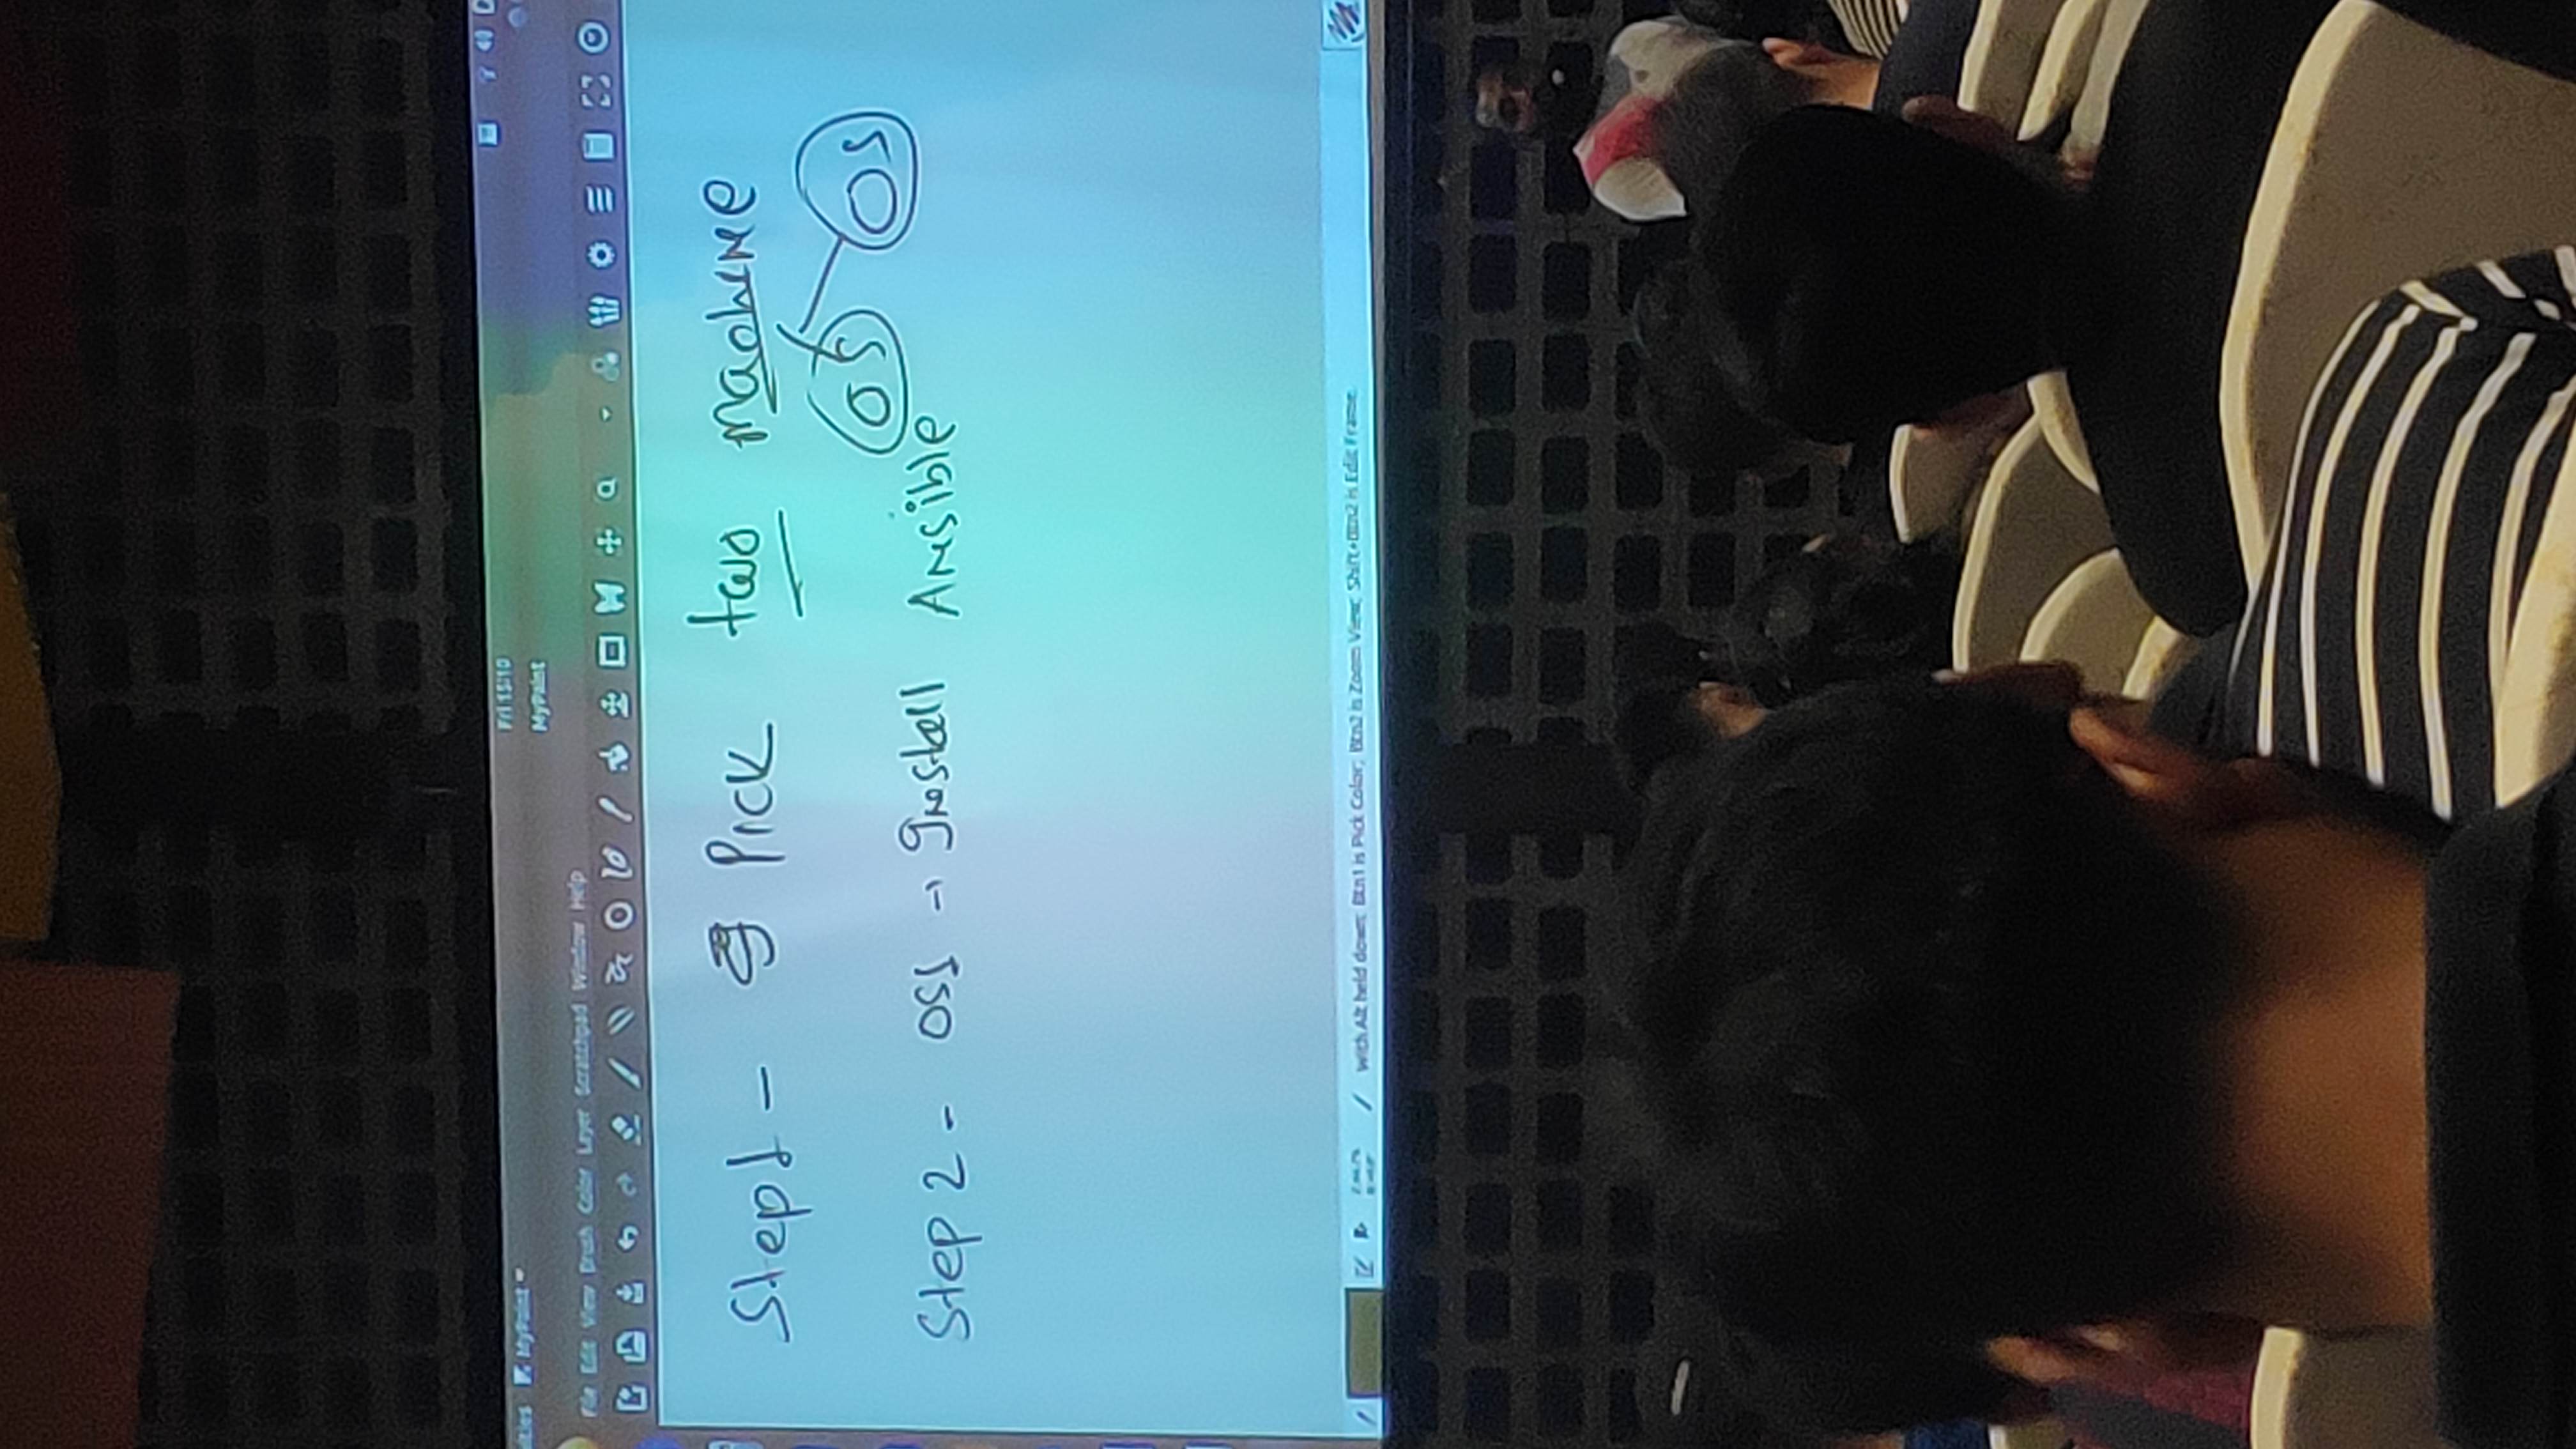 Fri 15:10
MyPaint
MyPaint
File Edit View Brush Color Layer Scratchpad Window Help
Step1 - Pick two machine
OS OS
Step 2 - OS1 → Install Ansible
With Alt held down: Btn1 is Pick Color; Btn2 is Zoom View; Shift+Btn2 is Edit Frame